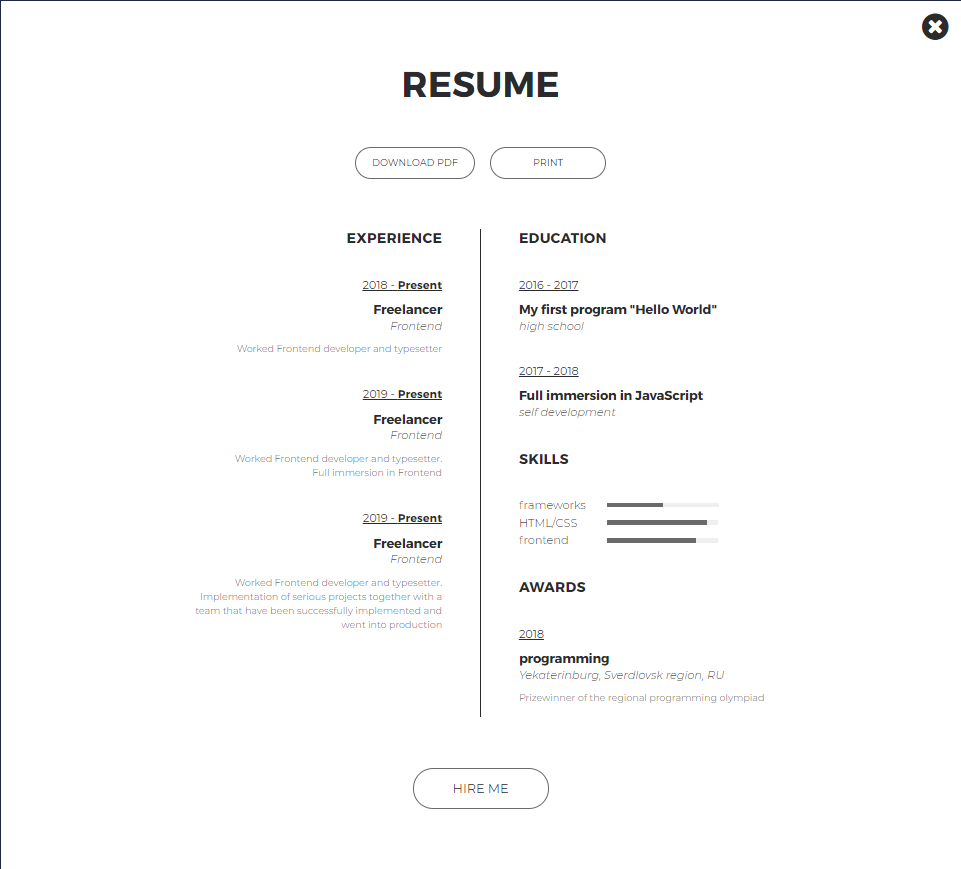 RESUME
DOWNLOAD PDF
PRINT
EXPERIENCE
2018 - Present
Freelancer
Frontend
Worked Frontend developer and typesetter
2019 - Present
Freelancer
Frontend
Worked Frontend developer and typesetter.
Full immersion in Frontend
2019 - Present
Freelancer
Frontend
Worked Frontend developer and typesetter.
Implementation of serious projects together with a
team that have been successfully implemented and
went into production
EDUCATION
2016 - 2017
My first program "Hello World"
high school
2017 - 2018
Full immersion in JavaScript
self development
SKILLS
frameworks
HTML/CSS
frontend
AWARDS
2018
programming
Yekaterinburg, Sverdlovsk region, RU
Prizewinner of the regional programming olympiad
HIRE ME